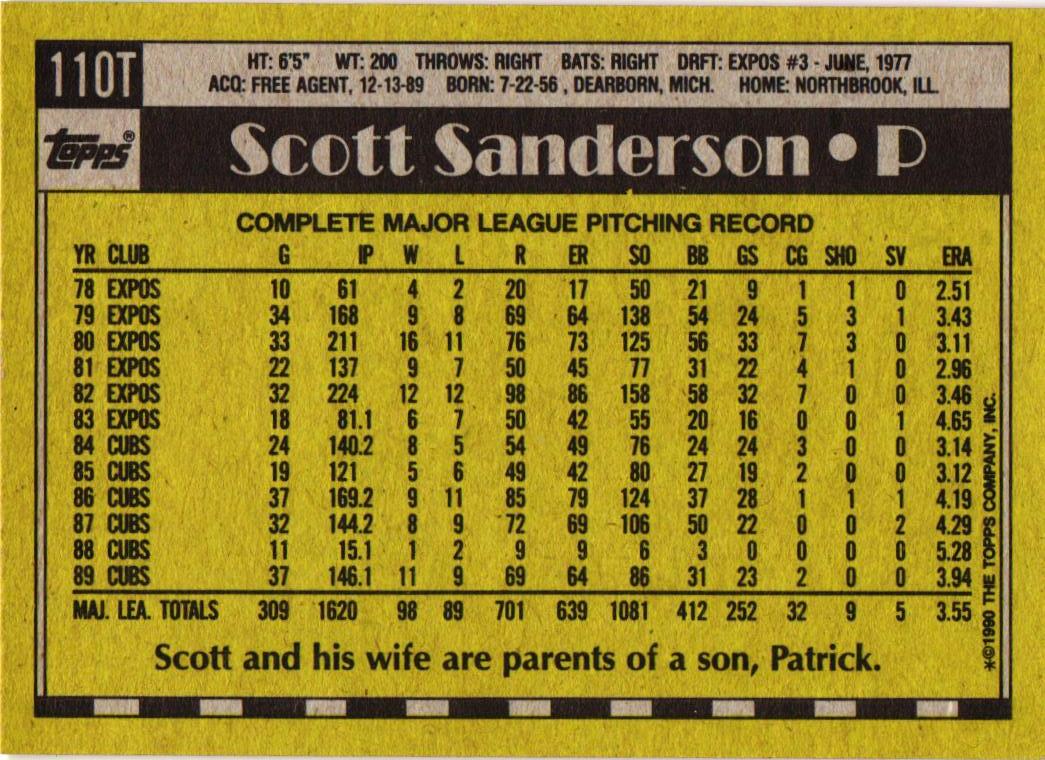 110T
HT: 6'5" WT: 200 THROWS: RIGHT BATS: RIGHT DRFT: EXPOS #3 - JUNE, 1977
ACQ: FREE AGENT, 12-13-89 BORN: 7-22-56 , DEARBORN, MICH. HOME: NORTHBROOK, ILL.
topps®
Scott Sanderson • P
COMPLETE MAJOR LEAGUE PITCHING RECORD
YR CLUB G IP W L R ER SO BB GS CG SHO SV ERA
78 EXPOS 10 61 4 2 20 17 50 21 9 1 1 0 2.51
79 EXPOS 34 168 9 8 69 64 138 54 24 5 3 1 3.43
80 EXPOS 33 211 16 11 76 73 125 56 33 7 3 0 3.11
81 EXPOS 22 137 9 7 50 45 77 31 22 4 1 0 2.96
82 EXPOS 32 224 12 12 98 86 158 58 32 7 0 0 3.46
83 EXPOS 18 81.1 6 7 50 42 55 20 16 0 0 1 4.65
84 CUBS 24 140.2 8 5 54 49 76 24 24 3 0 0 3.14
85 CUBS 19 121 5 6 49 42 80 27 19 2 0 0 3.12
86 CUBS 37 169.2 9 11 85 79 124 37 28 1 1 1 4.19
87 CUBS 32 144.2 8 9 72 69 106 50 22 0 0 2 4.29
88 CUBS 11 15.1 1 2 9 9 6 3 0 0 0 0 5.28
89 CUBS 37 146.1 11 9 69 64 86 31 23 2 0 0 3.94
MAJ. LEA. TOTALS 309 1620 98 89 701 639 1081 412 252 32 9 5 3.55
Scott and his wife are parents of a son, Patrick.
*©1990 THE TOPPS COMPANY, INC.